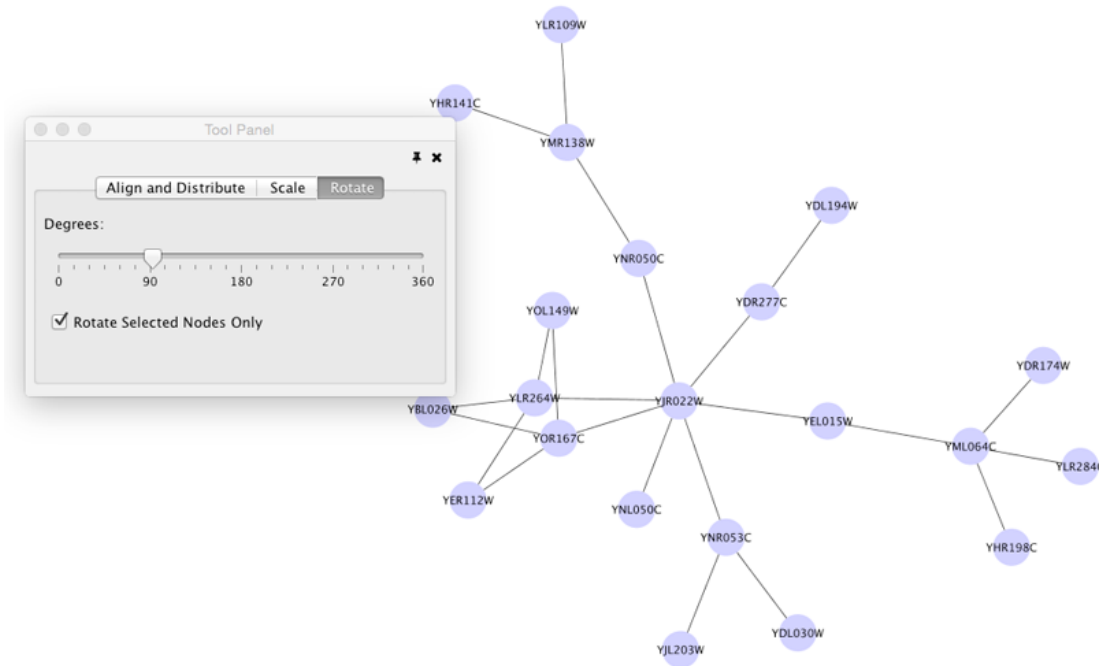 YLR109W
YHR141C
Tool Panel
YMR138W
Align and Distribute Scale Rotate
YDL194W
Degrees:
YNR050C
0 90 180 270 360
YDR277C
YOL149W
Rotate Selected Nodes Only
YDR174W
YLR264W
YJR022W
YBL026W
YEL015W
YOR167C
YML064C
YLR284C
YER112W
YNL050C
YNR053C
YHR198C
YDL030W
YJL203W